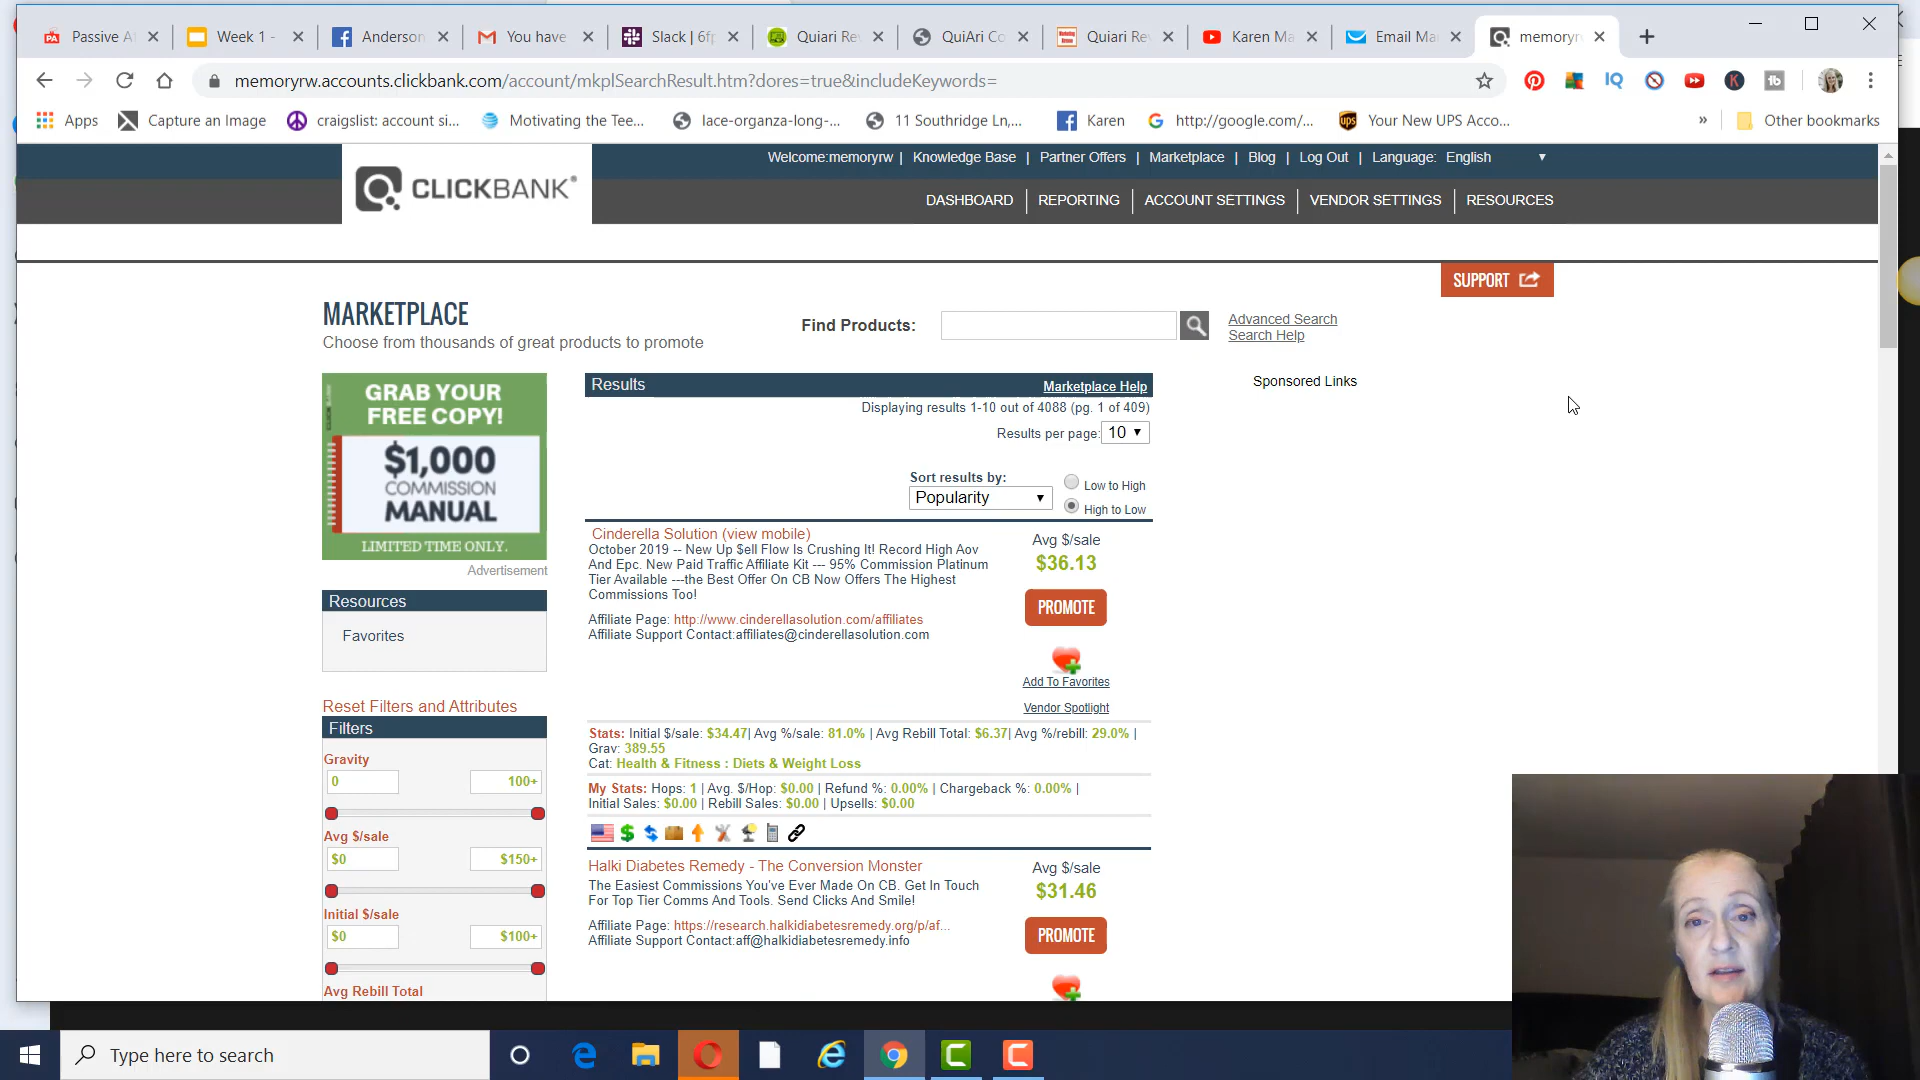 Passive A
Week 1 -
Anderson
You have
Slack | 6f
Quiari Re
QuiAri Co
Quiari Re
Karen Ma
Email Ma
memoryr
memoryrw.accounts.clickbank.com/account/mkplSearchResult.htm?dores=true&includeKeywords=
Apps
Capture an Image
craigslist: account si...
Motivating the Tee...
lace-organza-long-...
11 Southridge Ln,...
Karen
http://google.com/...
Your New UPS Acco...
»
Other bookmarks
Welcome:memoryrw | Knowledge Base | Partner Offers | Marketplace | Blog | Log Out | Language: English
CLICKBANK®
DASHBOARD | REPORTING | ACCOUNT SETTINGS | VENDOR SETTINGS | RESOURCES
SUPPORT
MARKETPLACE
Choose from thousands of great products to promote
Find Products:
Advanced Search
Search Help
GRAB YOUR
FREE COPY!
$1,000
COMMISSION
MANUAL
LIMITED TIME ONLY.
Advertisement
Resources
Favorites
Reset Filters and Attributes
Filters
Gravity
0 100+
Avg $/sale
$0 $150+
Initial $/sale
$0 $100+
Avg Rebill Total
Results
Marketplace Help
Displaying results 1-10 out of 4088 (pg. 1 of 409)
Results per page: 10
Sort results by:
Popularity
Low to High
High to Low
Cinderella Solution (view mobile)
October 2019 -- New Up $ell Flow Is Crushing It! Record High Aov
And Epc. New Paid Traffic Affiliate Kit --- 95% Commission Platinum
Tier Available ---the Best Offer On CB Now Offers The Highest
Commissions Too!
Affiliate Page: http://www.cinderellasolution.com/affiliates
Affiliate Support Contact:affiliates@cinderellasolution.com
Avg $/sale
$36.13
PROMOTE
Add To Favorites
Vendor Spotlight
Stats: Initial $/sale: $34.47| Avg %/sale: 81.0% | Avg Rebill Total: $6.37| Avg %/rebill: 29.0% |
Grav: 389.55
Cat: Health & Fitness : Diets & Weight Loss
My Stats: Hops: 1 | Avg. $/Hop: $0.00 | Refund %: 0.00% | Chargeback %: 0.00% |
Initial Sales: $0.00 | Rebill Sales: $0.00 | Upsells: $0.00
Halki Diabetes Remedy - The Conversion Monster
The Easiest Commissions You've Ever Made On CB. Get In Touch
For Top Tier Comms And Tools. Send Clicks And Smile!
Affiliate Page: https://research.halkidiabetesremedy.org/p/af...
Affiliate Support Contact:aff@halkidiabetesremedy.info
Avg $/sale
$31.46
PROMOTE
Sponsored Links
Type here to search